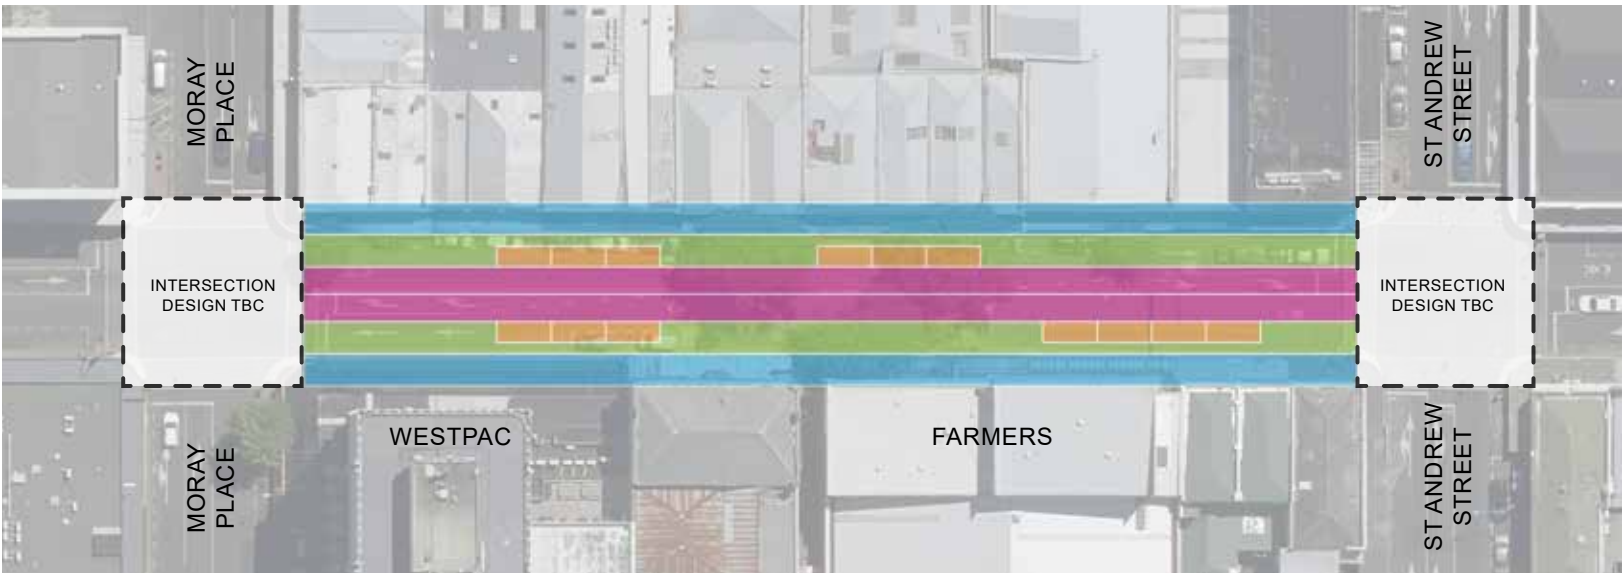 MORAY
PLACE
ST ANDREW
STREET
INTERSECTION
DESIGN TBC
INTERSECTION
DESIGN TBC
WESTPAC
FARMERS
MORAY
PLACE
ST ANDREW
STREET